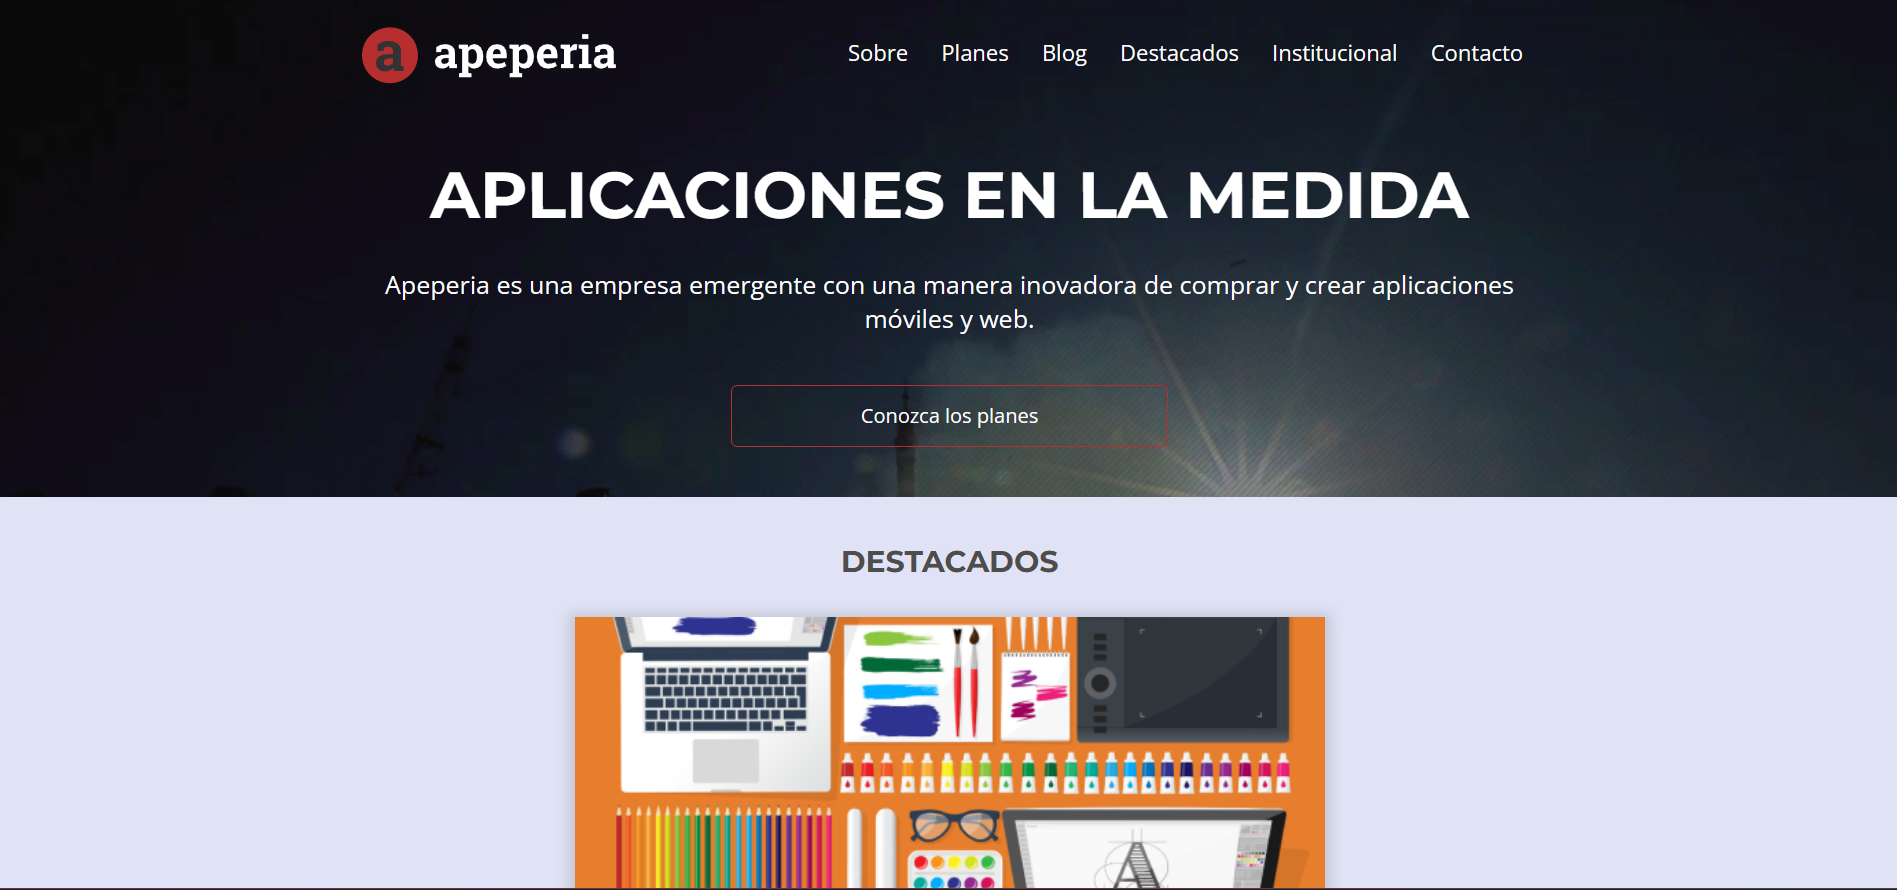 a apeperia
Sobre Planes Blog Destacados Institucional Contacto
APLICACIONES EN LA MEDIDA
Apeperia es una empresa emergente con una manera inovadora de comprar y crear aplicaciones
móviles y web.
Conozca los planes
DESTACADOS
A